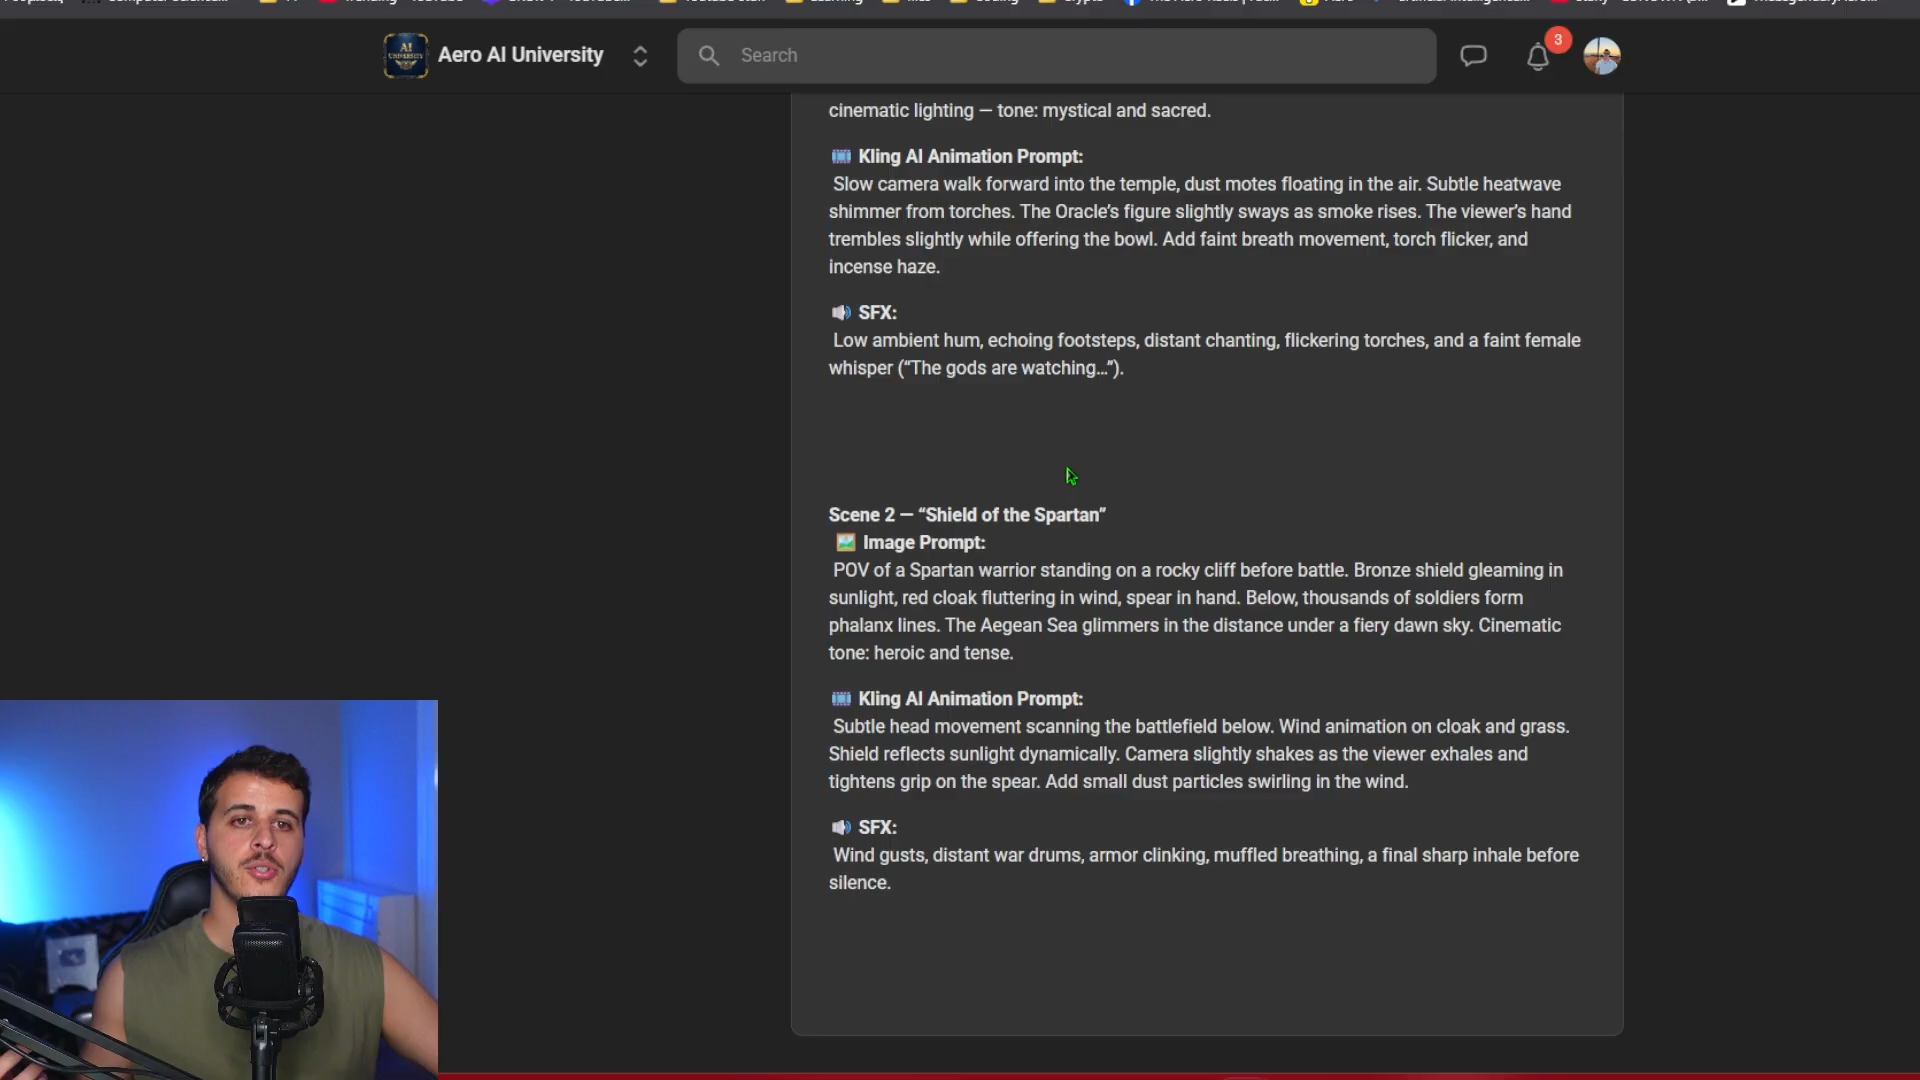 Aero AI University
Search
3
cinematic lighting — tone: mystical and sacred.
Kling AI Animation Prompt:
Slow camera walk forward into the temple, dust motes floating in the air. Subtle heatwave
shimmer from torches. The Oracle's figure slightly sways as smoke rises. The viewer's hand
trembles slightly while offering the bowl. Add faint breath movement, torch flicker, and
incense haze.
SFX:
Low ambient hum, echoing footsteps, distant chanting, flickering torches, and a faint female
whisper (“The gods are watching…”).
Scene 2 — “Shield of the Spartan”
Image Prompt:
POV of a Spartan warrior standing on a rocky cliff before battle. Bronze shield gleaming in
sunlight, red cloak fluttering in wind, spear in hand. Below, thousands of soldiers form
phalanx lines. The Aegean Sea glimmers in the distance under a fiery dawn sky. Cinematic
tone: heroic and tense.
Kling AI Animation Prompt:
Subtle head movement scanning the battlefield below. Wind animation on cloak and grass.
Shield reflects sunlight dynamically. Camera slightly shakes as the viewer exhales and
tightens grip on the spear. Add small dust particles swirling in the wind.
SFX:
Wind gusts, distant war drums, armor clinking, muffled breathing, a final sharp inhale before
silence.